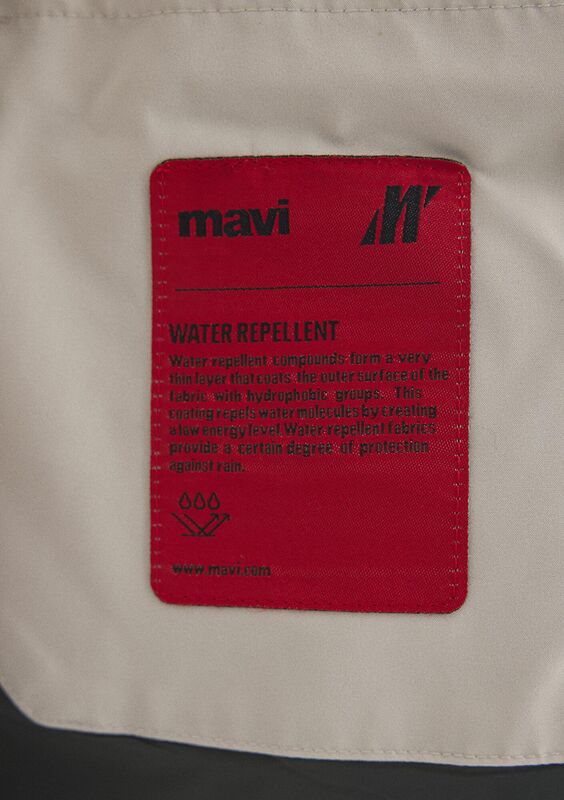 mavi M
WATER REPELLENT
Water repellent compounds form a very
thin layer that coats the outer surface of the
fabric with hydrophobic groups. This
coating repels water molecules by creating
a low energy level. Water repellent fabrics
provide a certain degree of protection
against rain.
www.mavi.com